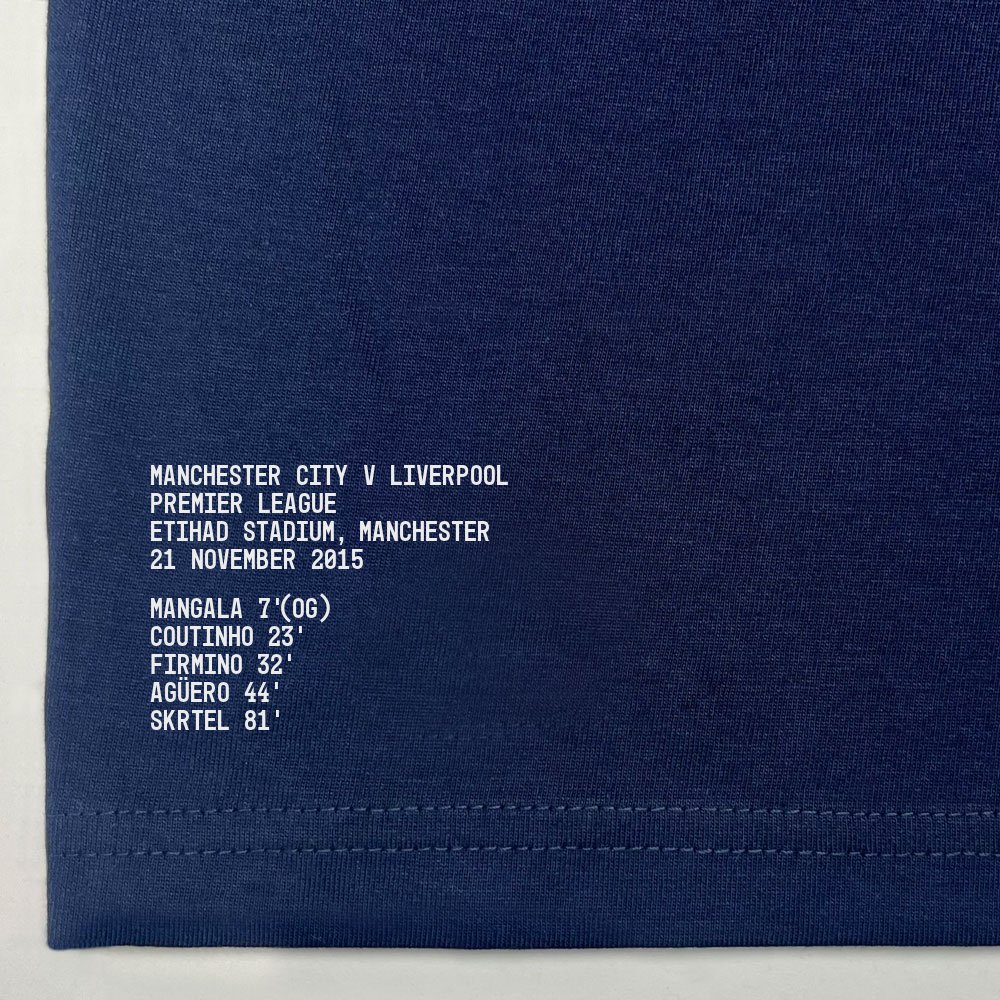 MANCHESTER CITY V LIVERPOOL
PREMIER LEAGUE
ETIHAD STADIUM, MANCHESTER
21 NOVEMBER 2015
MANGALA 7'(OG)
COUTINHO 23'
FIRMINO 32'
AGÜERO 44'
SKRTEL 81'